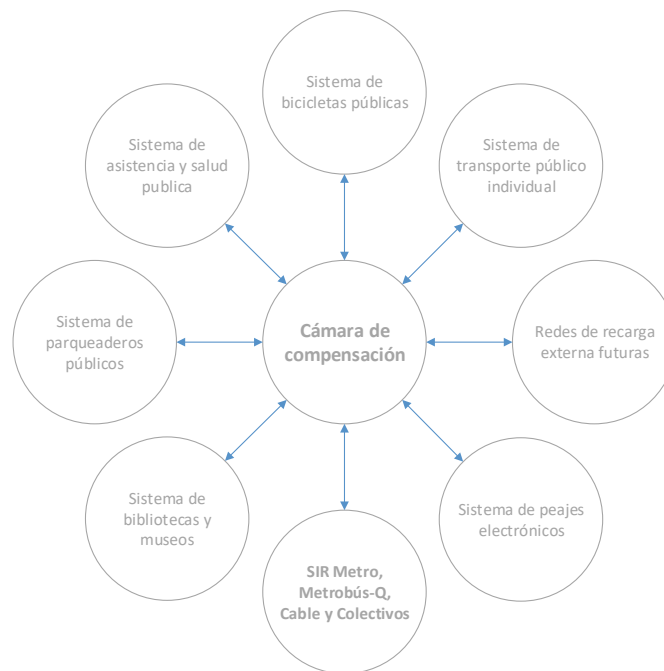 Sistema de
bicicletas públicas
Sistema de
asistencia y salud
publica
Sistema de
transporte público
individual
Sistema de
parqueaderos
públicos
Cámara de
compensación
Redes de recarga
externa futuras
Sistema de
bibliotecas y
museos
Sistema de peajes
electrónicos
SIR Metro,
Metrobús-Q,
Cable y Colectivos